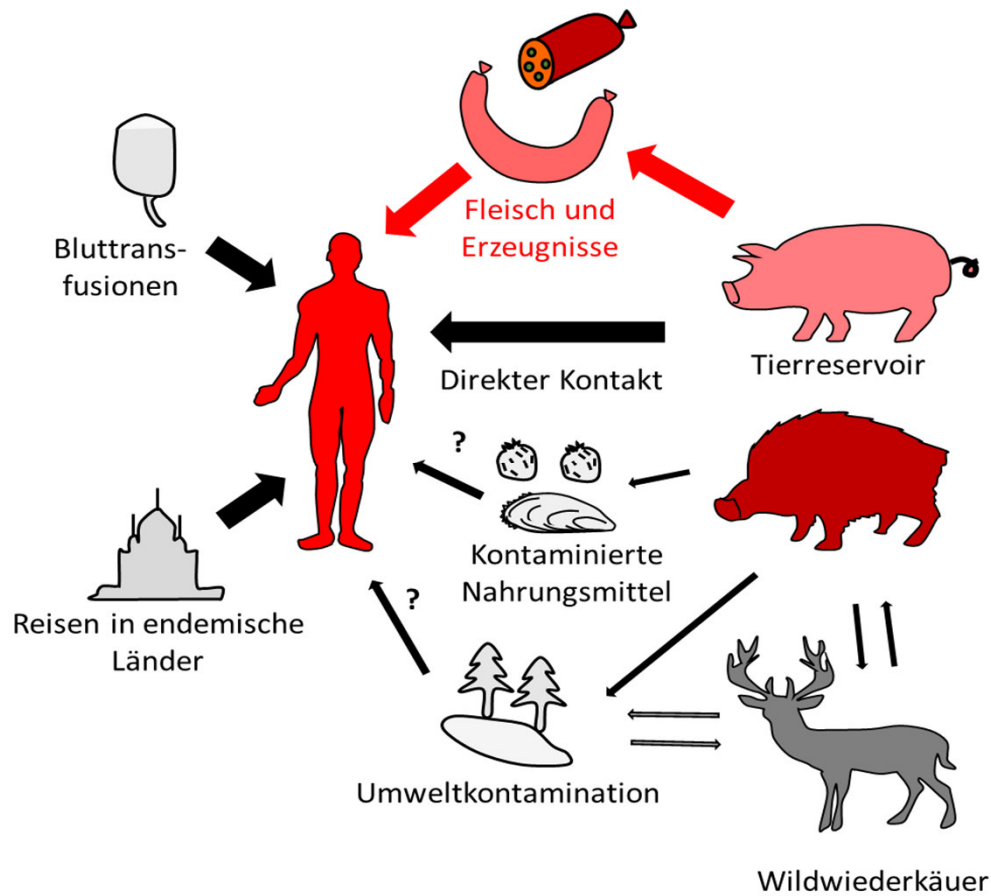 Fleisch und
Erzeugnisse
Bluttrans-
fusionen
Tierreservoir
Direkter Kontakt
?
Kontaminierte
Nahrungsmittel
?
Reisen in endemische
Länder
Umweltkontamination
Wildwiederkäuer